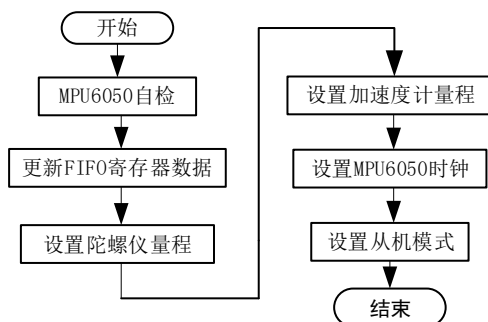 开始
MPU6050自检
更新FIFO寄存器数据
设置陀螺仪量程
设置加速度计量程
设置MPU6050时钟
设置从机模式
结束